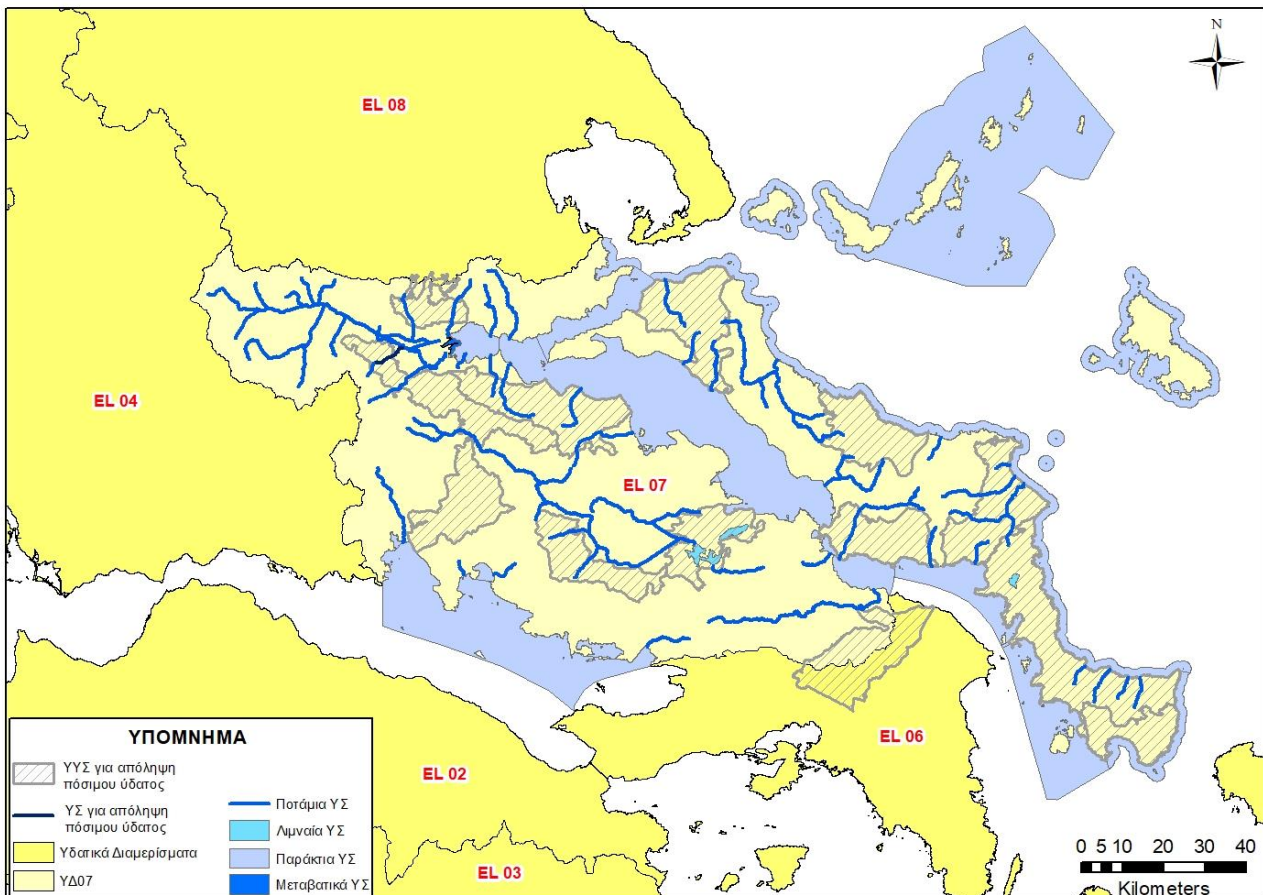 N
EL 08
EL 04
EL 07
EL 06
EL 02
EL 03
ΥΠΟΜΝΗΜΑ
ΥΥΣ για απόληψη
πόσιμου ύδατος
ΥΣ για απόληψη
πόσιμου ύδατος
Υδατικά Διαμερίσματα
ΥΔ07
Ποτάμια ΥΣ
Λιμναία ΥΣ
Παράκτια ΥΣ
Μεταβατικά ΥΣ
0 5 10 20 30 40
Kilometers